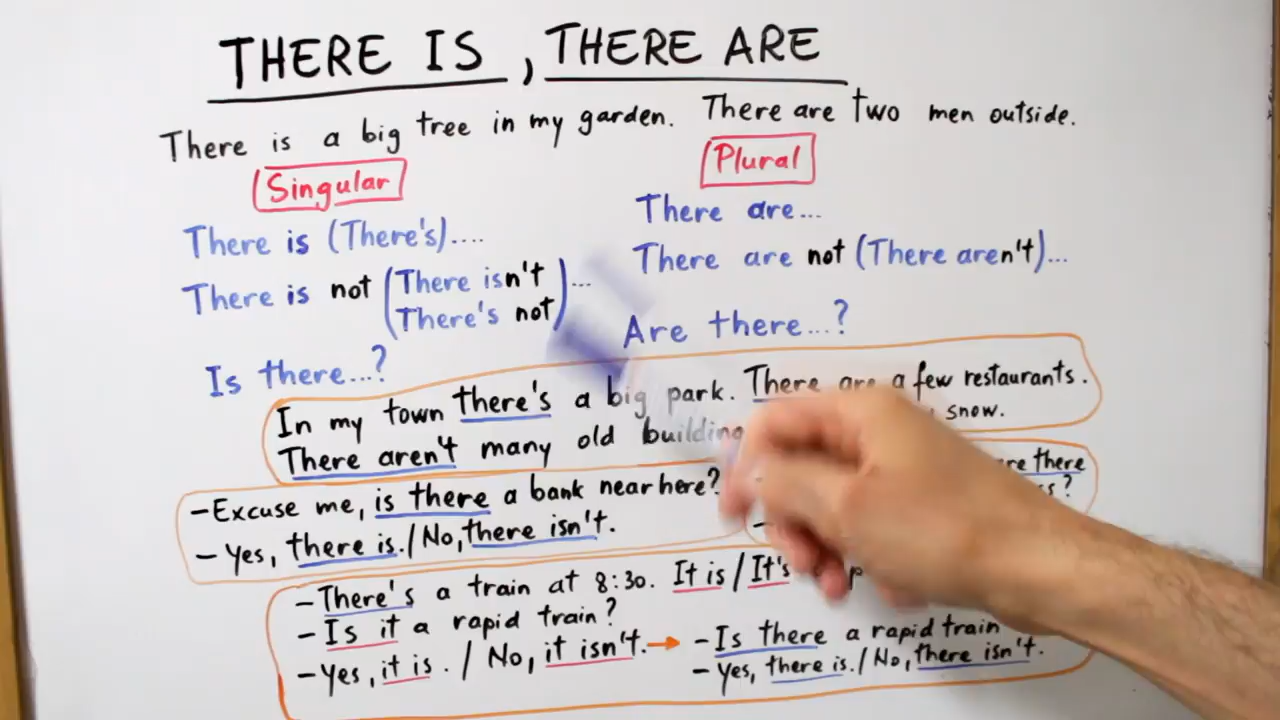 THERE IS, THERE ARE
There is a big tree in my garden. There are two men outside.
Singular
There is (There's)....
There is not (There isn't
There's not)...
Is there...?
Plural
There are...
There are not (There aren't)...
Are there...?
In my town there's a big park. There are a few restaurants.
There aren't many old building snow.
-Excuse me, is there a bank near here?
-Yes, there is./No, there isn't.
there
?
-There's a train at 8:30. It is/It's
-Is it a rapid train?
-Yes, it is. / No, it isn't. →
-Is there a rapid train
-Yes, there is./No, there isn't.